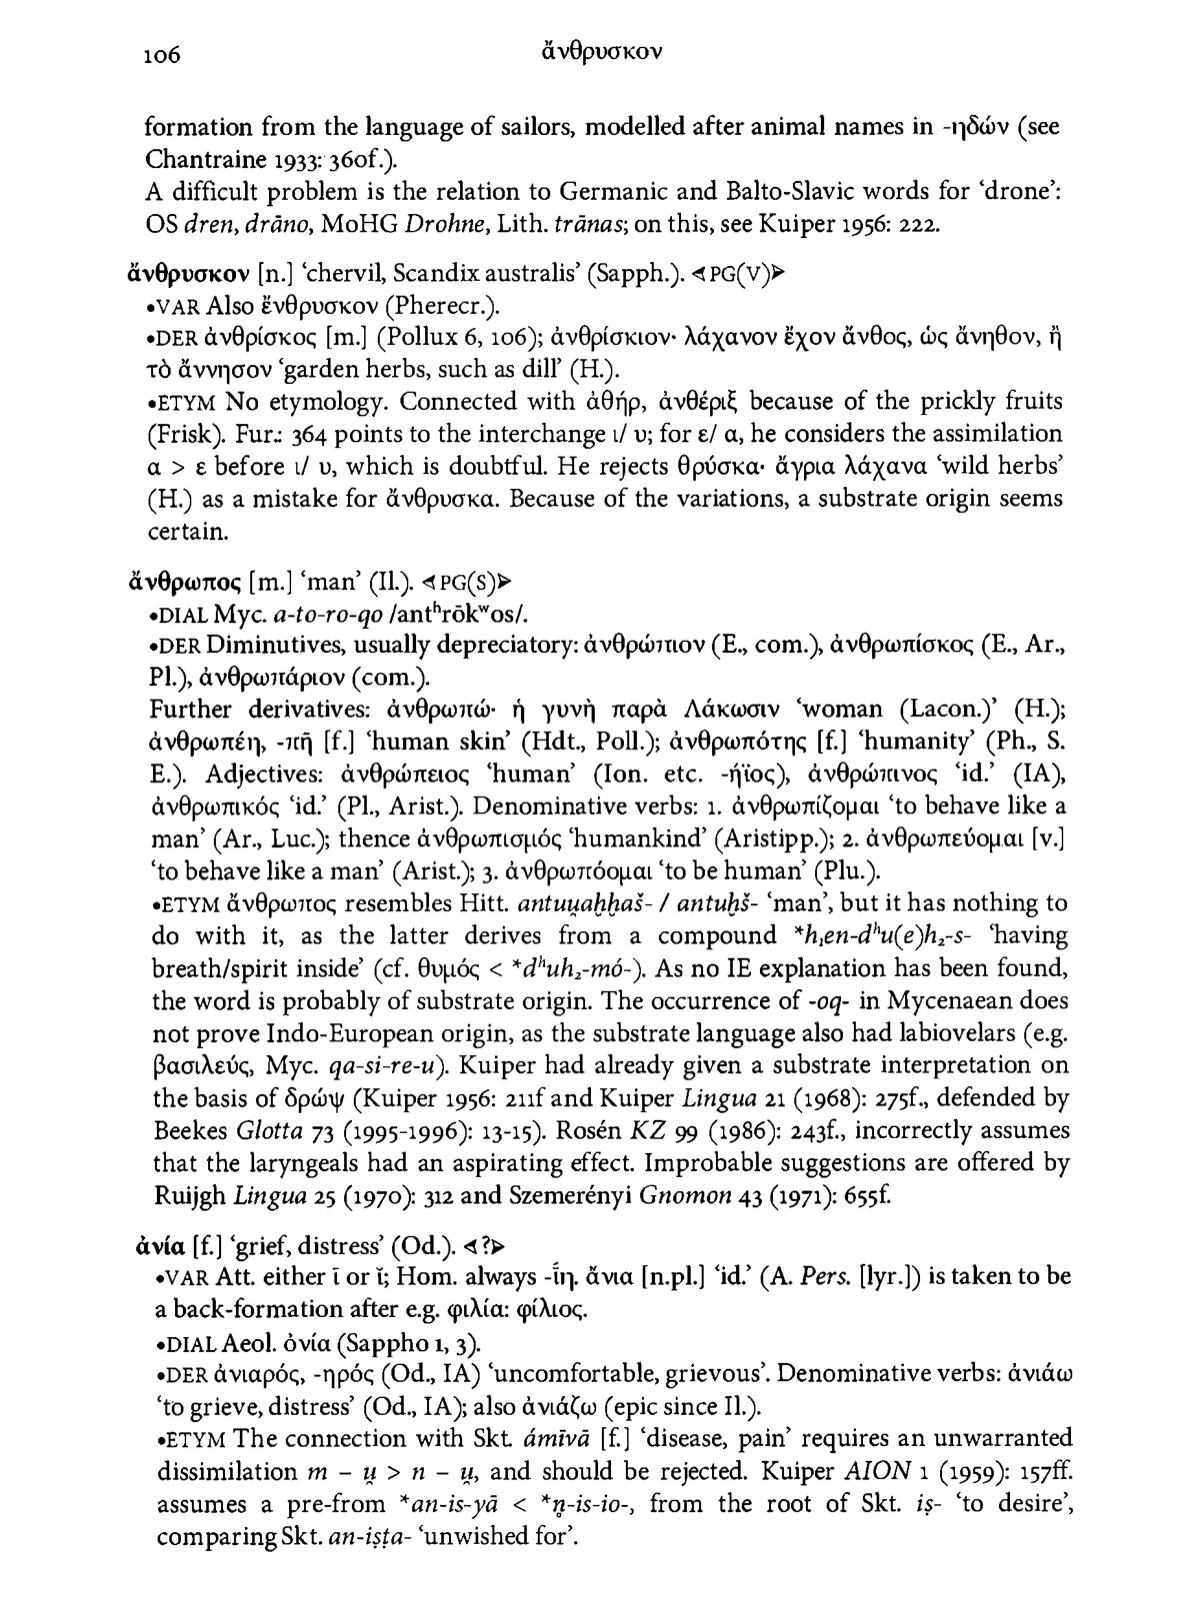 106 ἄνθρυσκον
formation from the language of sailors, modelled after animal names in -ηδών (see
Chantraine 1933: 360f.).
A difficult problem is the relation to Germanic and Balto-Slavic words for ‘drone’:
OS dren, drāno, MoHG Drohne, Lith. trãnas; on this, see Kuiper 1956: 222.
ἄνθρυσκον [n.] ‘chervil, Scandix australis’ (Sapph.). ⊲PG(V)⊳
•VAR Also ἔνθρυσκον (Pherecr.).
•DER ἀνθρίσκος [m.] (Pollux 6, 106); ἀνθρίσκιον· λάχανον ἔχον ἄνθος, ὡς ἄνηθον, ἢ
τὸ ἄννησον ‘garden herbs, such as dill’ (H.).
•ETYM No etymology. Connected with ἀθήρ, ἀνθέριξ because of the prickly fruits
(Frisk). Fur.: 364 points to the interchange ι/ υ; for ε/ α, he considers the assimilation
α > ε before ι/ υ, which is doubtful. He rejects θρύσκα· ἄγρια λάχανα ‘wild herbs’
(H.) as a mistake for ἄνθρυσκα. Because of the variations, a substrate origin seems
certain.
ἄνθρωπος [m.] ‘man’ (Il.). ⊲PG(S)⊳
•DIAL Myc. a-to-ro-qo /antʰrōkʷos/.
•DER Diminutives, usually depreciatory: ἀνθρώπιον (E., com.), ἀνθρωπίσκος (E., Ar.,
Pl.), ἀνθρωπάριον (com.).
Further derivatives: ἀνθρωπώ· ἡ γυνὴ παρὰ Λάκωσιν ‘woman (Lacon.)’ (H.);
ἀνθρωπέη, -πῆ [f.] ‘human skin’ (Hdt., Poll.); ἀνθρωπότης [f.] ‘humanity’ (Ph., S.
E.). Adjectives: ἀνθρώπειος ‘human’ (Ion. etc. -ήϊος), ἀνθρώπινος ‘id.’ (IA),
ἀνθρωπικός ‘id.’ (Pl., Arist.). Denominative verbs: 1. ἀνθρωπίζομαι ‘to behave like a
man’ (Ar., Luc.); thence ἀνθρωπισμός ‘humankind’ (Aristipp.); 2. ἀνθρωπεύομαι [v.]
‘to behave like a man’ (Arist.); 3. ἀνθρωπόομαι ‘to be human’ (Plu.).
•ETYM ἄνθρωπος resembles Hitt. antuu̯aḫḫaš- / antuḫš- ‘man’, but it has nothing to
do with it, as the latter derives from a compound *h₁en-dʰu(e)h₂-s- ‘having
breath/spirit inside’ (cf. θυμός < *dʰuh₂-mó-). As no IE explanation has been found,
the word is probably of substrate origin. The occurrence of -oq- in Mycenaean does
not prove Indo-European origin, as the substrate language also had labiovelars (e.g.
βασιλεύς, Myc. qa-si-re-u). Kuiper had already given a substrate interpretation on
the basis of δρώψ (Kuiper 1956: 211f and Kuiper Lingua 21 (1968): 275f., defended by
Beekes Glotta 73 (1995-1996): 13-15). Rosén KZ 99 (1986): 243f., incorrectly assumes
that the laryngeals had an aspirating effect. Improbable suggestions are offered by
Ruijgh Lingua 25 (1970): 312 and Szemerényi Gnomon 43 (1971): 655f.
ἀνία [f.] ‘grief, distress’ (Od.). ⊲?⊳
•VAR Att. either ῑ or ῐ; Hom. always -ῑ́η. ἄνια [n.pl.] ‘id.’ (A. Pers. [lyr.]) is taken to be
a back-formation after e.g. φιλία: φίλιος.
•DIAL Aeol. ὀνία (Sappho 1, 3).
•DER ἀνιαρός, -ηρός (Od., IA) ‘uncomfortable, grievous’. Denominative verbs: ἀνιάω
‘to grieve, distress’ (Od., IA); also ἀνιάζω (epic since Il.).
•ETYM The connection with Skt. ámīvā [f.] ‘disease, pain’ requires an unwarranted
dissimilation m – u̯ > n – u̯, and should be rejected. Kuiper AION 1 (1959): 157ff.
assumes a pre-from *an-is-yā < *n̥-is-io-, from the root of Skt. iṣ- ‘to desire’,
comparing Skt. an-iṣṭa- ‘unwished for’.